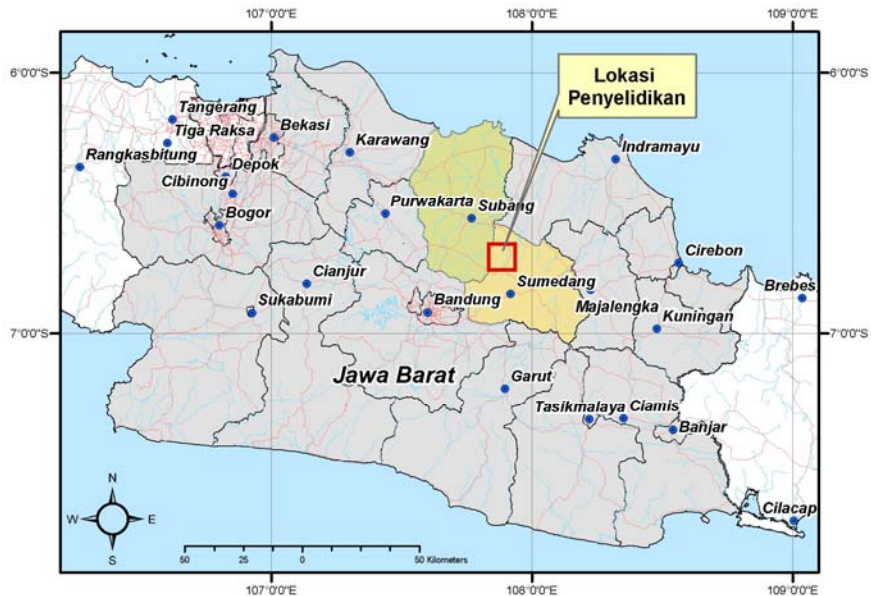 107°0'0"E
108°0'0"E
109°0'0"E
6°0'0"S
6°0'0"S
Lokasi
Penyelidikan
Tangerang
Tiga Raksa
Bekasi
Karawang
Indramayu
Rangkasbitung
Depok
Cibinong
Purwakarta
Subang
Bogor
Cirebon
Cianjur
Sumedang
Brebes
Sukabumi
Bandung
Majalengka
Kuningan
7°0'0"S
7°0'0"S
Jawa Barat
Garut
Tasikmalaya
Ciamis
Banjar
N
W
E
S
Cilacap
50
25
0
50 Kilometers
107°0'0"E
108°0'0"E
109°0'0"E